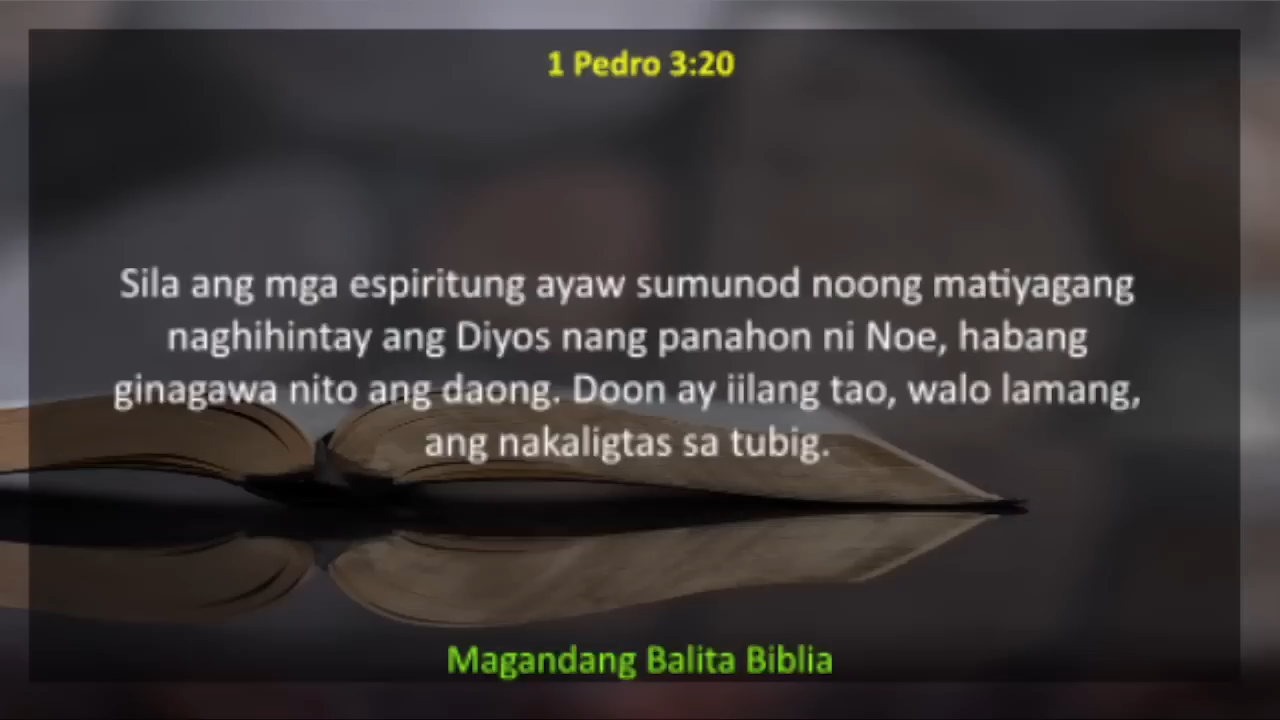 1 Pedro 3:20
Sila ang mga espiritung ayaw sumunod noong matiyagang
naghihintay ang Diyos nang panahon ni Noe, habang
ginagawa nito ang daong. Doon ay iilang tao, walo lamang,
ang nakaligtas sa tubig.
Magandang Balita Biblia